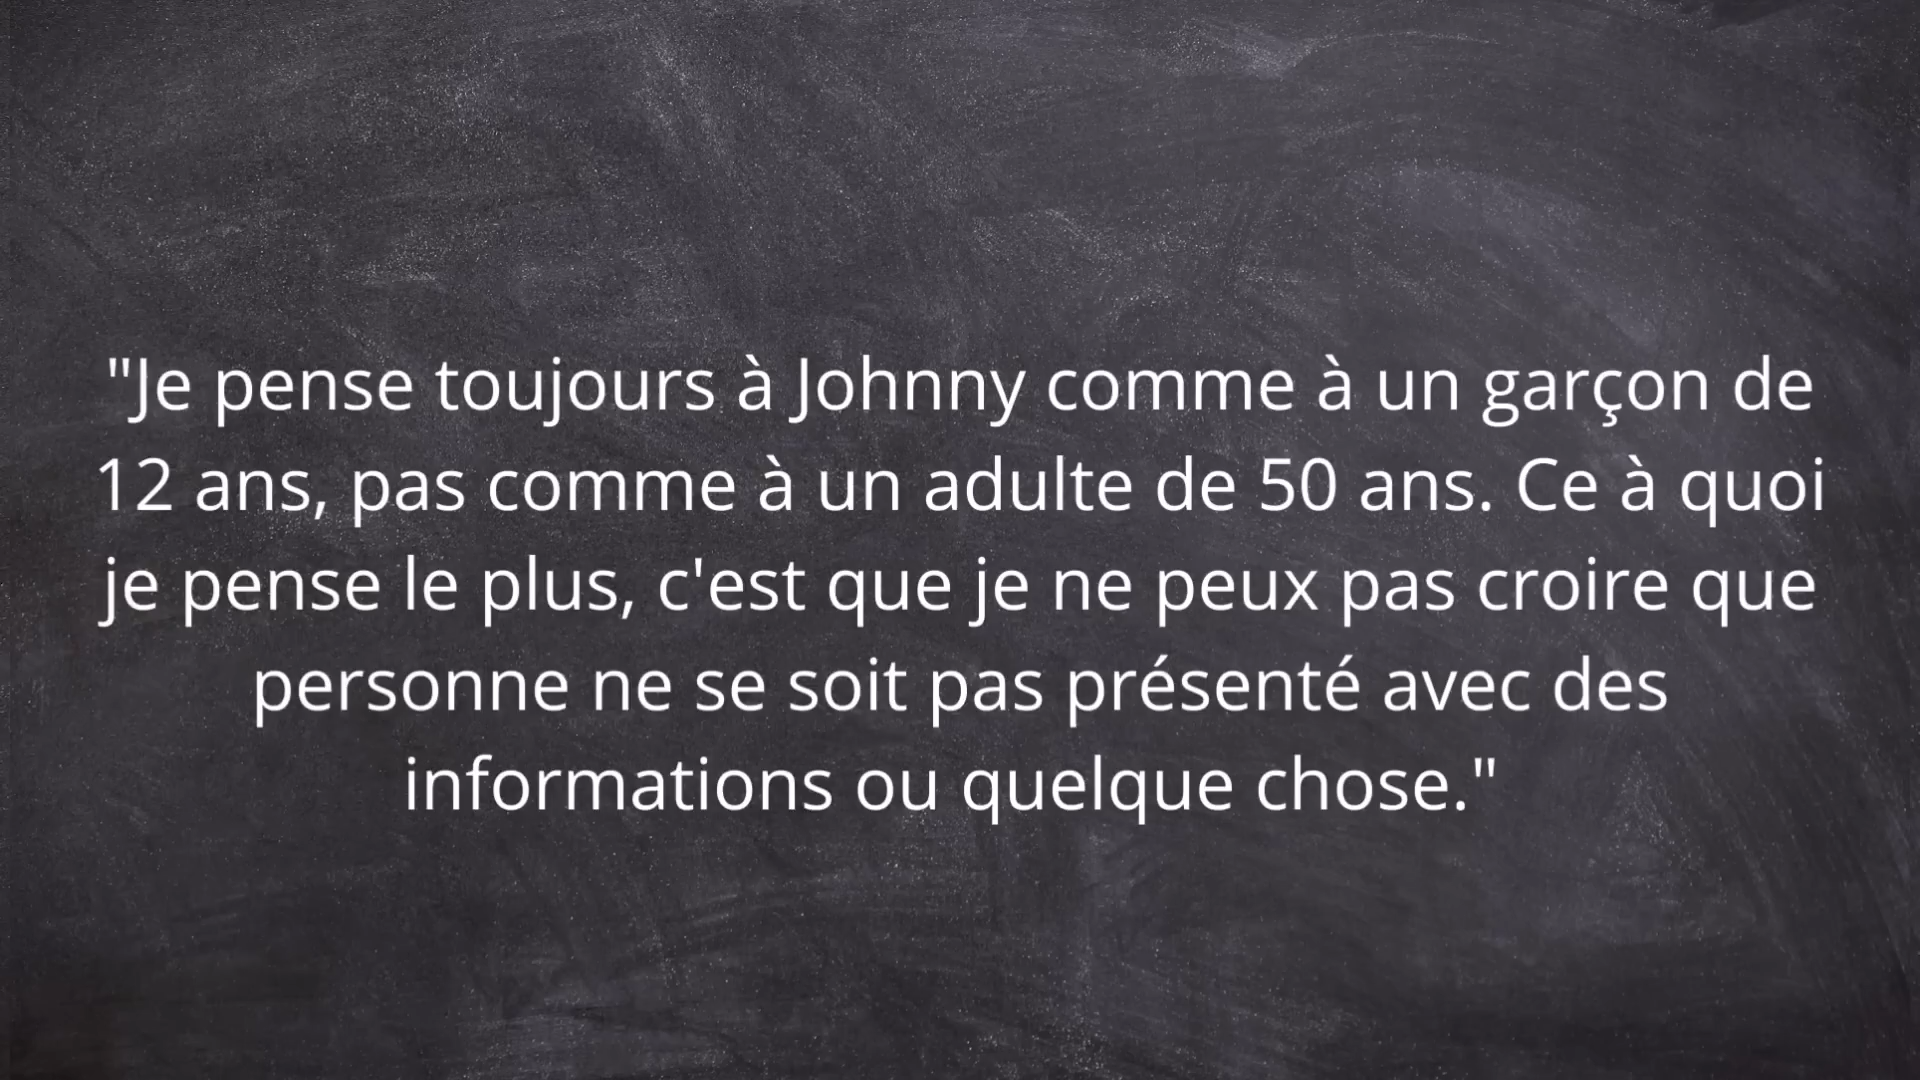 "Je pense toujours à Johnny comme à un garçon de
12 ans, pas comme à un adulte de 50 ans. Ce à quoi
je pense le plus, c'est que je ne peux pas croire que
personne ne se soit pas présenté avec des
informations ou quelque chose."